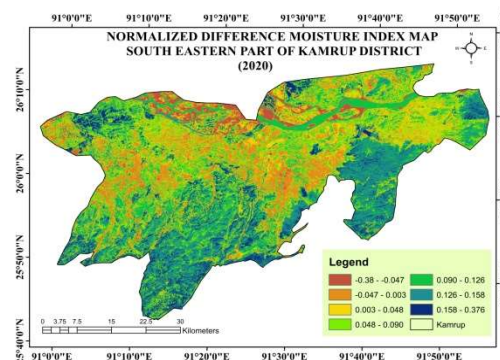 91°0'0"E 91°10'0"E 91°20'0"E 91°30'0"E 91°40'0"E 91°50'0"E
NORMALIZED DIFFERENCE MOISTURE INDEX MAP
SOUTH EASTERN PART OF KAMRUP DISTRICT
(2020)
N
W E
S
26°10'0"N
26°0'0"N
25°50'0"N
25°40'0"N
Legend
-0.38 - -0.047
-0.047 - 0.003
0.003 - 0.048
0.048 - 0.090
0.090 - 0.126
0.126 - 0.158
0.158 - 0.376
Kamrup
0 3.75 7.5 15 22.5 30
Kilometers
91°0'0"E 91°10'0"E 91°20'0"E 91°30'0"E 91°40'0"E 91°50'0"E